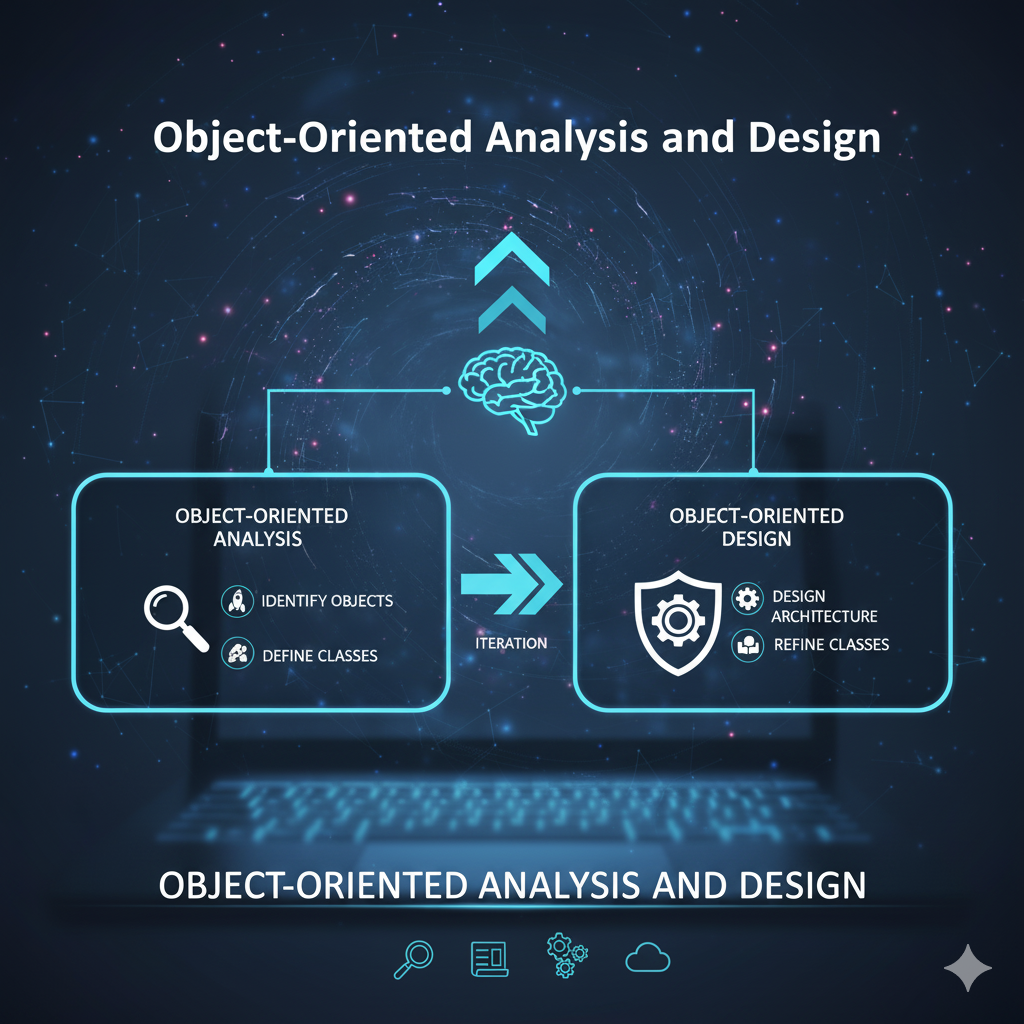 Object-Oriented Analysis and Design
OBJECT-ORIENTED
ANALYSIS
IDENTIFY OBJECTS
DEFINE CLASSES
ITERATION
OBJECT-ORIENTED
DESIGN
DESIGN
ARCHITECTURE
REFINE CLASSES
OBJECT-ORIENTED ANALYSIS AND DESIGN